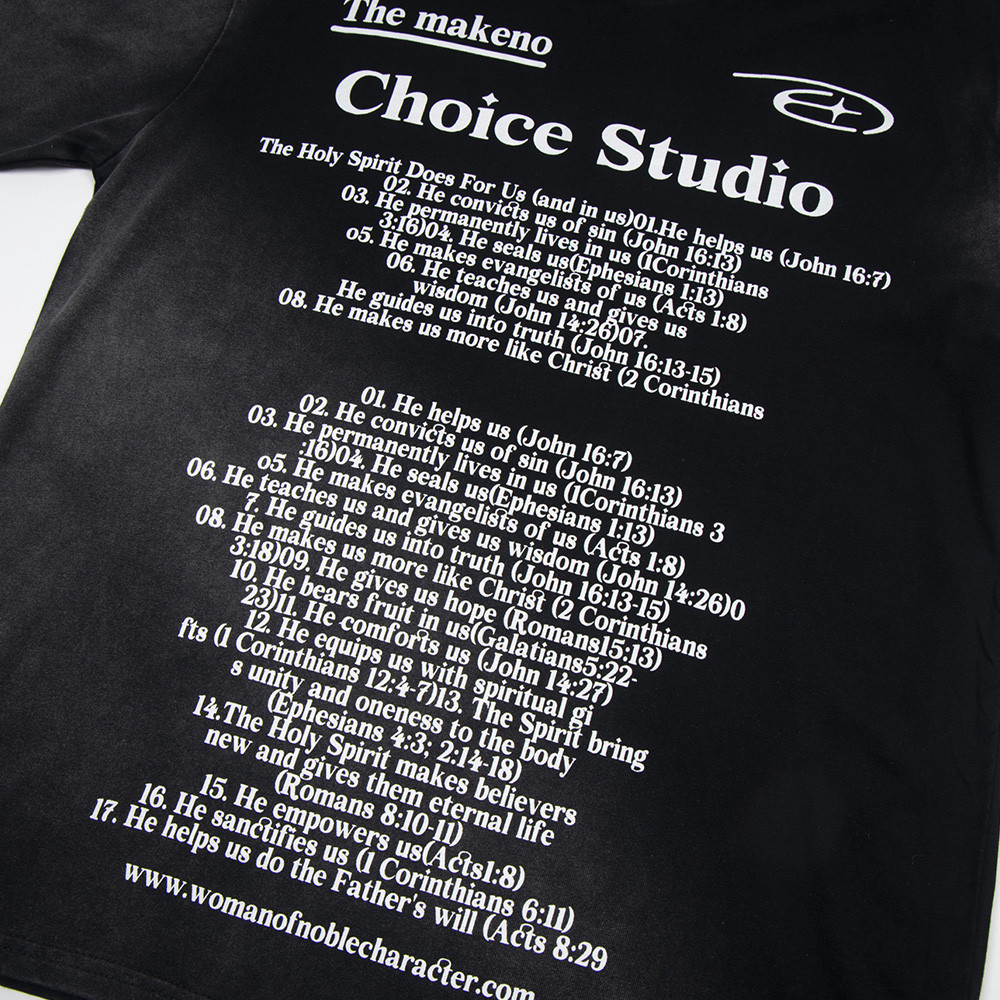 The makeno
Choice Studio
The Holy Spirit Does For Us (and in us)01.He helps us (John 16:7)
02. He convicts us of sin (John 16:13)
03. He permanently lives in us (1Corinthians
3:16)04. He seals us(Ephesians 1:13)
o5. He makes evangelists of us (Acts 1:8)
06. He teaches us and gives us
wisdom (John 14:26)07.
He guides us into truth (John 16:13-15)
08. He makes us more like Christ (2 Corinthians
01. He helps us (John 16:7)
02. He convicts us of sin (John 16:13)
03. He permanently lives in us (1Corinthians 3
:16)04. He seals us(Ephesians 1:13)
o5. He makes evangelists of us (Acts 1:8)
06. He teaches us and gives us wisdom (John 14:26)0
7. He guides us into truth (John 16:13-15)
08. He makes us more like Christ (2 Corinthians
3:18)09. He gives us hope (Romans15:13)
10. He bears fruit in us(Galatians5:22-
23)11. He comforts us (John 14:27)
12. He equips us with spiritual gi
fts (1 Corinthians 12:4-7)13. The Spirit bring
s unity and oneness to the body
(Ephesians 4:3; 2:14-18)
14.The Holy Spirit makes believers
new and gives them eternal life
(Romans 8:10-11)
15. He empowers us(Acts1:8)
16. He sanctifies us (1 Corinthians 6:11)
17. He helps us do the Father's will (Acts 8:29
www.womanofnoblecharacter.com